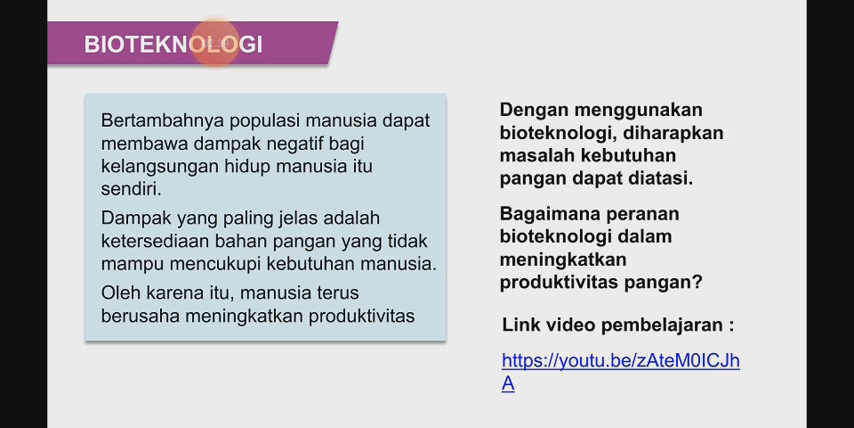 BIOTEKNOLOGI
Bertambahnya populasi manusia dapat
membawa dampak negatif bagi
kelangsungan hidup manusia itu
sendiri.
Dampak yang paling jelas adalah
ketersediaan bahan pangan yang tidak
mampu mencukupi kebutuhan manusia.
Oleh karena itu, manusia terus
berusaha meningkatkan produktivitas
Dengan menggunakan
bioteknologi, diharapkan
masalah kebutuhan
pangan dapat diatasi.
Bagaimana peranan
bioteknologi dalam
meningkatkan
produktivitas pangan?
Link video pembelajaran :
https://youtu.be/zAteM0ICJh
A